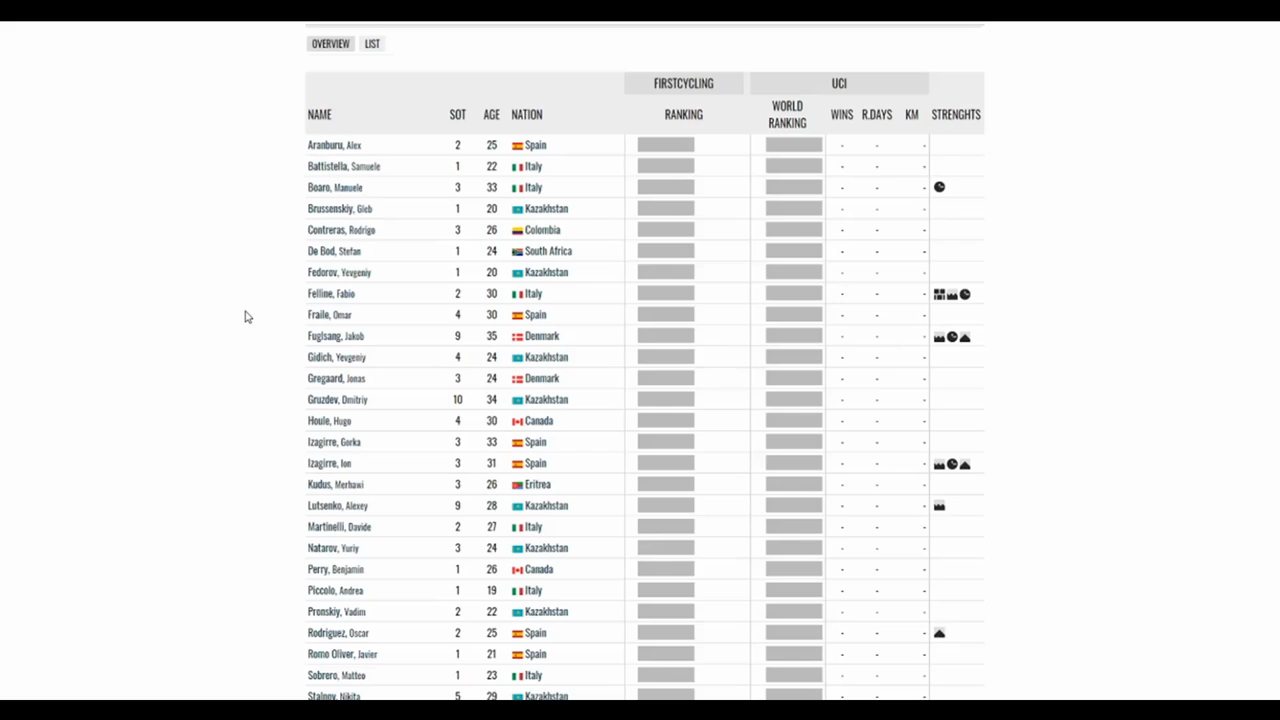 OVERVIEW LIST
FIRSTCYCLING UCI
NAME SOT AGE NATION RANKING WORLD RANKING WINS R.DAYS KM STRENGHTS
Aranburu, Alex 2 25 Spain - - -
Battistella, Samuele 1 22 Italy - - -
Boaro, Manuele 3 33 Italy - - -
Brussenskiy, Gleb 1 20 Kazakhstan - - -
Contreras, Rodrigo 3 26 Colombia - - -
De Bod, Stefan 1 24 South Africa - - -
Fedorov, Yevgeniy 1 20 Kazakhstan - - -
Felline, Fabio 2 30 Italy - - -
Fraile, Omar 4 30 Spain - - -
Fuglsang, Jakob 9 35 Denmark - - -
Gidich, Yevgeniy 4 24 Kazakhstan - - -
Gregaard, Jonas 3 24 Denmark - - -
Gruzdev, Dmitriy 10 34 Kazakhstan - - -
Houle, Hugo 4 30 Canada - - -
Izagirre, Gorka 3 33 Spain - - -
Izagirre, Ion 3 31 Spain - - -
Kudus, Merhawi 3 26 Eritrea - - -
Lutsenko, Alexey 9 28 Kazakhstan - - -
Martinelli, Davide 2 27 Italy - - -
Natarov, Yuriy 3 24 Kazakhstan - - -
Perry, Benjamin 1 26 Canada - - -
Piccolo, Andrea 1 19 Italy - - -
Pronskiy, Vadim 2 22 Kazakhstan - - -
Rodriguez, Oscar 2 25 Spain - - -
Romo Oliver, Javier 1 21 Spain - - -
Sobrero, Matteo 1 23 Italy - - -
Stalnov, Nikita 5 29 Kazakhstan - - -